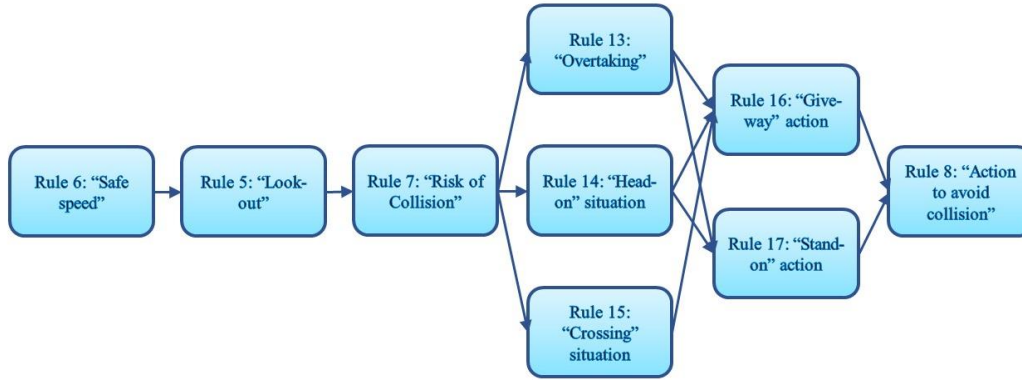 Rule 6: “Safe
speed”
Rule 5: “Look-
out”
Rule 7: “Risk of
Collision”
Rule 13:
“Overtaking”
Rule 14: “Head-
on” situation
Rule 15:
“Crossing”
situation
Rule 16: “Give-
way” action
Rule 17: “Stand-
on” action
Rule 8: “Action
to avoid
collision”